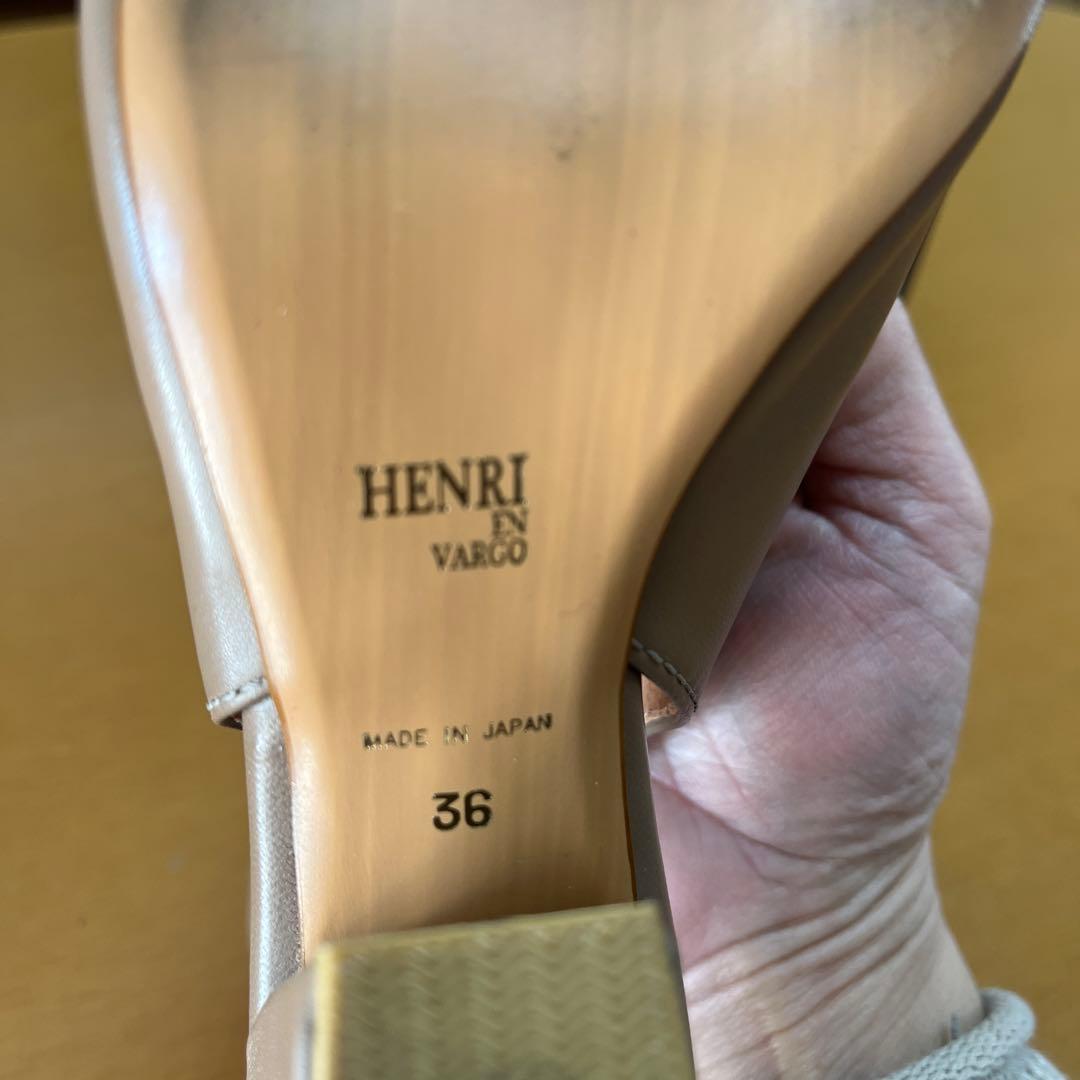 HENRI
EN
VARGO
MADE IN JAPAN
36